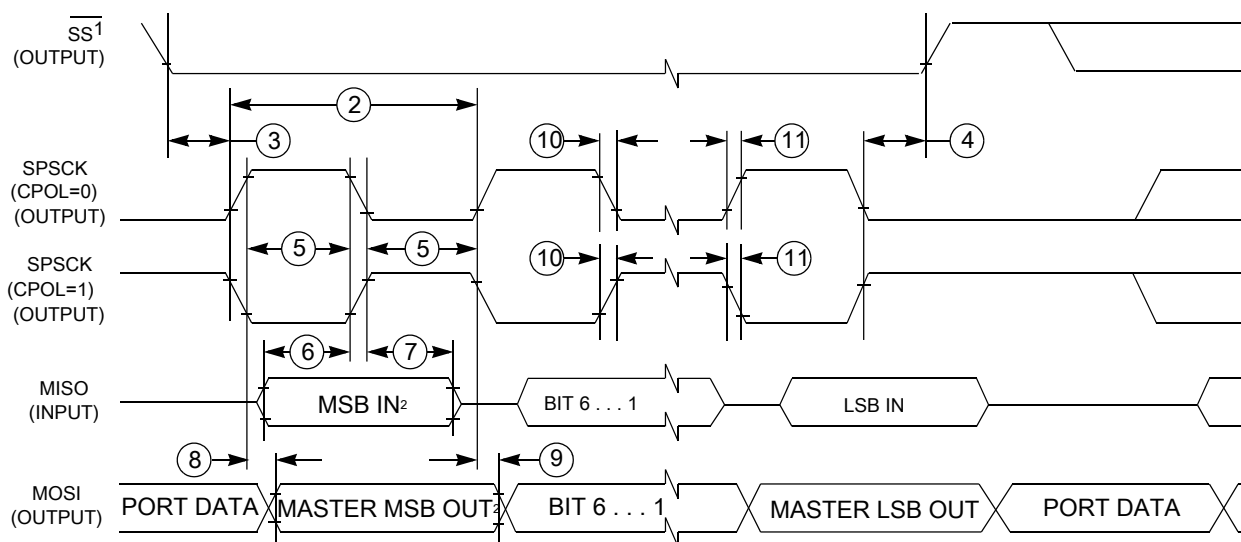 SS1
(OUTPUT)
2
3
10
11
4
SPSCK
(CPOL=0)
(OUTPUT)
5
5
SPSCK
(CPOL=1)
(OUTPUT)
10
11
6
7
MISO
(INPUT)
MSB IN2
BIT 6 . . . 1
LSB IN
8
9
MOSI
(OUTPUT)
PORT DATA
MASTER MSB OUT2
BIT 6 . . . 1
MASTER LSB OUT
PORT DATA